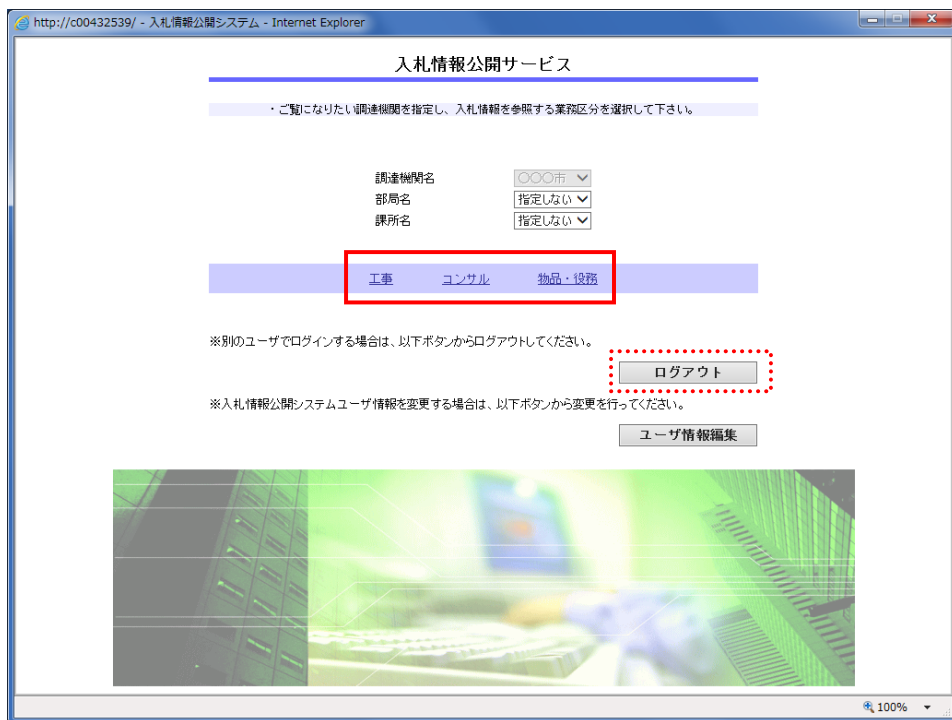 http://c00432539/ - 入札情報公開システム - Internet Explorer
入札情報公開サービス
・ご覧になりたい調達機関を指定し、入札情報を参照する業務区分を選択して下さい。
調達機関名 〇〇〇市
部局名 指定しない
課所名 指定しない
工事 コンサル 物品・役務
※別のユーザでログインする場合は、以下ボタンからログアウトしてください。
ログアウト
※入札情報公開システムユーザ情報を変更する場合は、以下ボタンから変更を行ってください。
ユーザ情報編集
100%